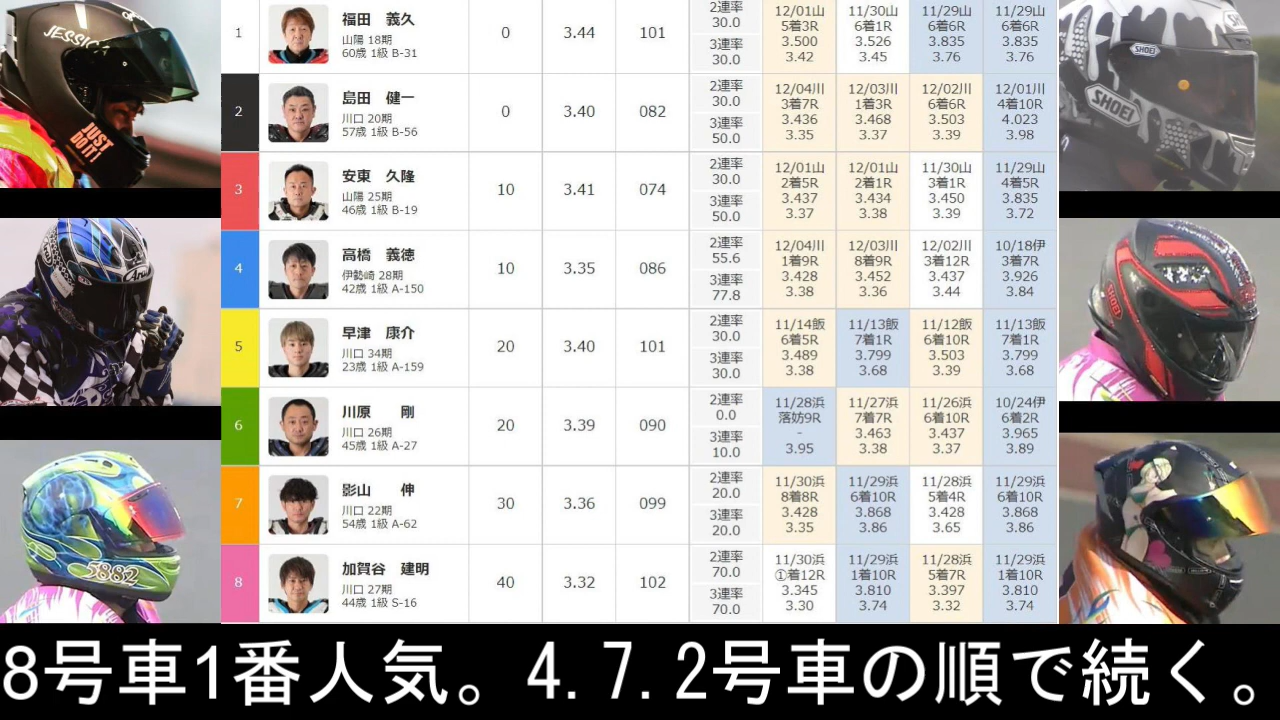 JESSICA
JUST
DO IT!
SHOEI
SHOEI
Arai
SHOEI
5882
1
福田 義久
山陽 18期
60歳 1級 B-31
0
3.44
101
2連率
30.0
3連率
30.0
12/01山
5着3R
3.500
3.42
11/30山
6着1R
3.526
3.45
11/29山
6着6R
3.835
3.76
11/29山
6着6R
3.835
3.76
2
島田 健一
川口 20期
57歳 1級 B-56
0
3.40
082
2連率
30.0
3連率
50.0
12/04川
3着7R
3.436
3.35
12/03川
1着3R
3.468
3.37
12/02川
6着6R
3.503
3.39
12/01川
4着10R
4.023
3.98
3
安東 久隆
山陽 25期
46歳 1級 B-19
10
3.41
074
2連率
30.0
3連率
50.0
12/01山
2着5R
3.437
3.37
12/01山
2着1R
3.434
3.38
11/30山
3着1R
3.450
3.39
11/29山
4着5R
3.835
3.72
4
高橋 義徳
伊勢崎 28期
42歳 1級 A-150
10
3.35
086
2連率
55.6
3連率
77.8
12/04川
1着9R
3.428
3.38
12/03川
8着9R
3.452
3.36
12/02川
3着12R
3.437
3.44
10/18伊
3着7R
3.926
3.84
5
早津 康介
川口 34期
23歳 1級 A-159
20
3.40
101
2連率
30.0
3連率
30.0
11/14飯
6着5R
3.489
3.38
11/13飯
7着1R
3.799
3.68
11/12飯
6着10R
3.503
3.39
11/13飯
7着1R
3.799
3.68
6
川原 剛
川口 26期
45歳 1級 A-27
20
3.39
090
2連率
0.0
3連率
10.0
11/28浜
落妨9R
-
3.95
11/27浜
7着7R
3.463
3.38
11/26浜
6着10R
3.437
3.37
10/24伊
6着2R
3.965
3.89
7
影山 伸
川口 22期
54歳 1級 A-62
30
3.36
099
2連率
20.0
3連率
20.0
11/30浜
8着8R
3.428
3.35
11/29浜
6着10R
3.868
3.86
11/28浜
5着4R
3.428
3.65
11/29浜
6着10R
3.868
3.86
8
加賀谷 建明
川口 27期
44歳 1級 S-16
40
3.32
102
2連率
70.0
3連率
70.0
11/30浜
①着12R
3.345
3.30
11/29浜
1着10R
3.810
3.74
11/28浜
5着7R
3.397
3.32
11/29浜
1着10R
3.810
3.74
8号車1番人気。4.7.2号車の順で続く。